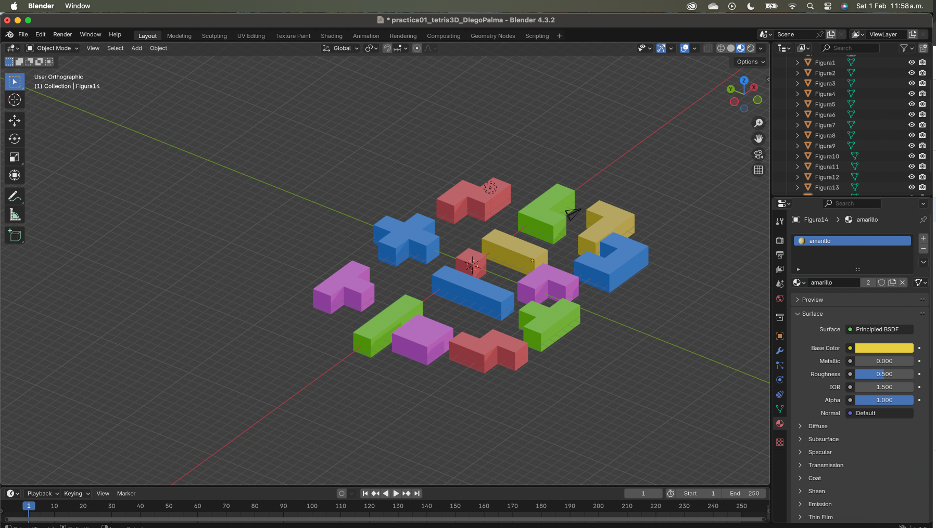 Blender Window
Sat 1 Feb 11:58 a.m.
* practica01_tetris3D_DIegoPalma - Blender 4.3.2
File Edit Render Window Help Layout Modeling Sculpting UV Editing Texture Paint Shading Animation Rendering Compositing Geometry Nodes Scripting + Scene ViewLayer
Object Mode View Select Add Object Global Search
Options
User Orthographic
(1) Collection | Figura14
Z
X
Y
Figura1
Figura2
Figura3
Figura4
Figura5
Figura6
Figura7
Figura8
Figura9
Figura10
Figura11
Figura12
Figura13
Search
Figura14 > amarillo
amarillo
amarillo 2
Preview
Surface
Surface Principled BSDF
Base Color
Metallic 0.000
Roughness 0.500
IOR 1.500
Alpha 1.000
Normal Default
Diffuse
Subsurface
Specular
Transmission
Coat
Sheen
Emission
Thin Film
Playback Keying View Marker 1 Start 1 End 250
1 10 20 30 40 50 60 70 80 90 100 110 120 130 140 150 160 170 180 190 200 210 220 230 240 250